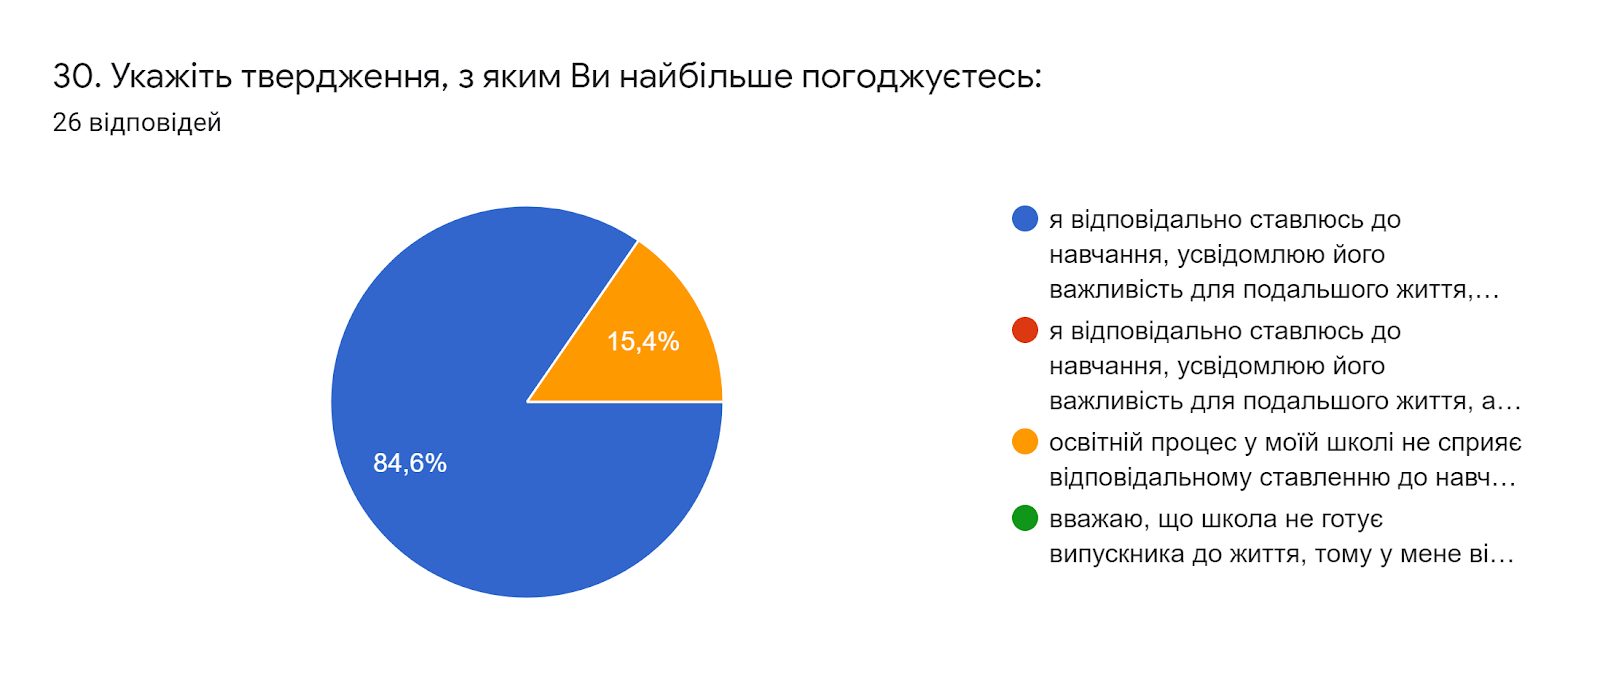 30. Укажіть твердження, з яким Ви найбільше погоджуєтесь:
26 відповідей
15,4%
84,6%
я відповідально ставлюсь до
навчання, усвідомлюю його
важливість для подальшого життя,…
я відповідально ставлюсь до
навчання, усвідомлюю його
важливість для подальшого життя, а…
освітній процес у моїй школі не сприяє
відповідальному ставленню до навч…
вважаю, що школа не готує
випускника до життя, тому у мене ві…